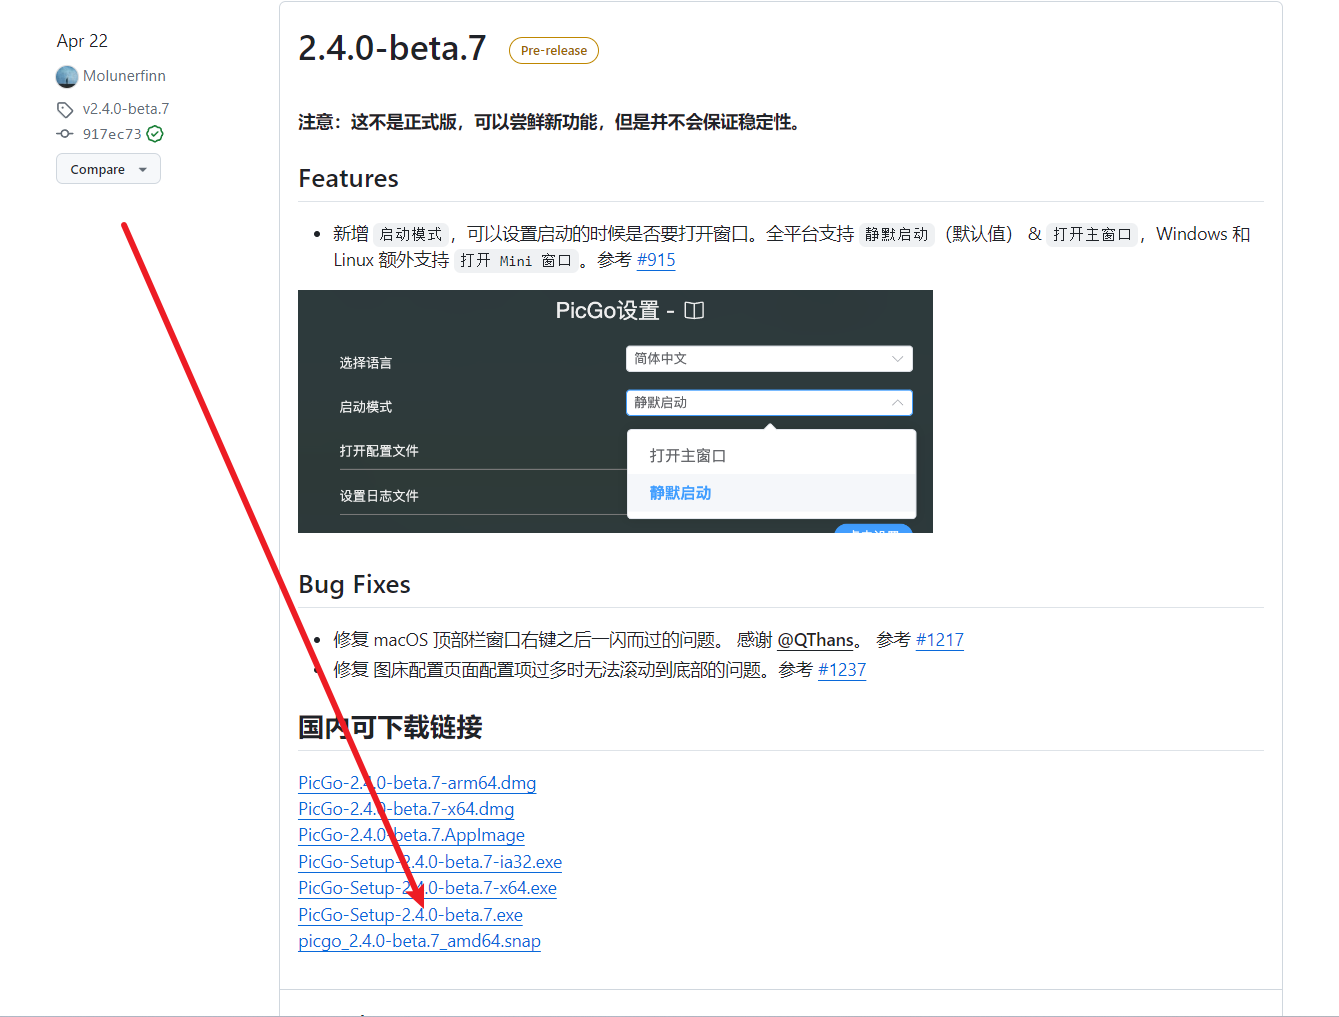 Apr 22
Molunerfinn
v2.4.0-beta.7
917ec73
Compare
2.4.0-beta.7 Pre-release
注意：这不是正式版，可以尝鲜新功能，但是并不会保证稳定性。
Features
新增 启动模式 ，可以设置启动的时候是否要打开窗口。全平台支持 静默启动 （默认值） & 打开主窗口 ，Windows 和
Linux 额外支持 打开 Mini 窗口 。参考 #915
PicGo设置 -
选择语言 简体中文
启动模式 静默启动
打开配置文件 打开主窗口
设置日志文件 静默启动
Bug Fixes
修复 macOS 顶部栏窗口右键之后一闪而过的问题。 感谢 @QThans。 参考 #1217
修复 图床配置页面配置项过多时无法滚动到底部的问题。参考 #1237
国内可下载链接
PicGo-2.4.0-beta.7-arm64.dmg
PicGo-2.4.0-beta.7-x64.dmg
PicGo-2.4.0-beta.7.AppImage
PicGo-Setup-2.4.0-beta.7-ia32.exe
PicGo-Setup-2.4.0-beta.7-x64.exe
PicGo-Setup-2.4.0-beta.7.exe
picgo_2.4.0-beta.7_amd64.snap